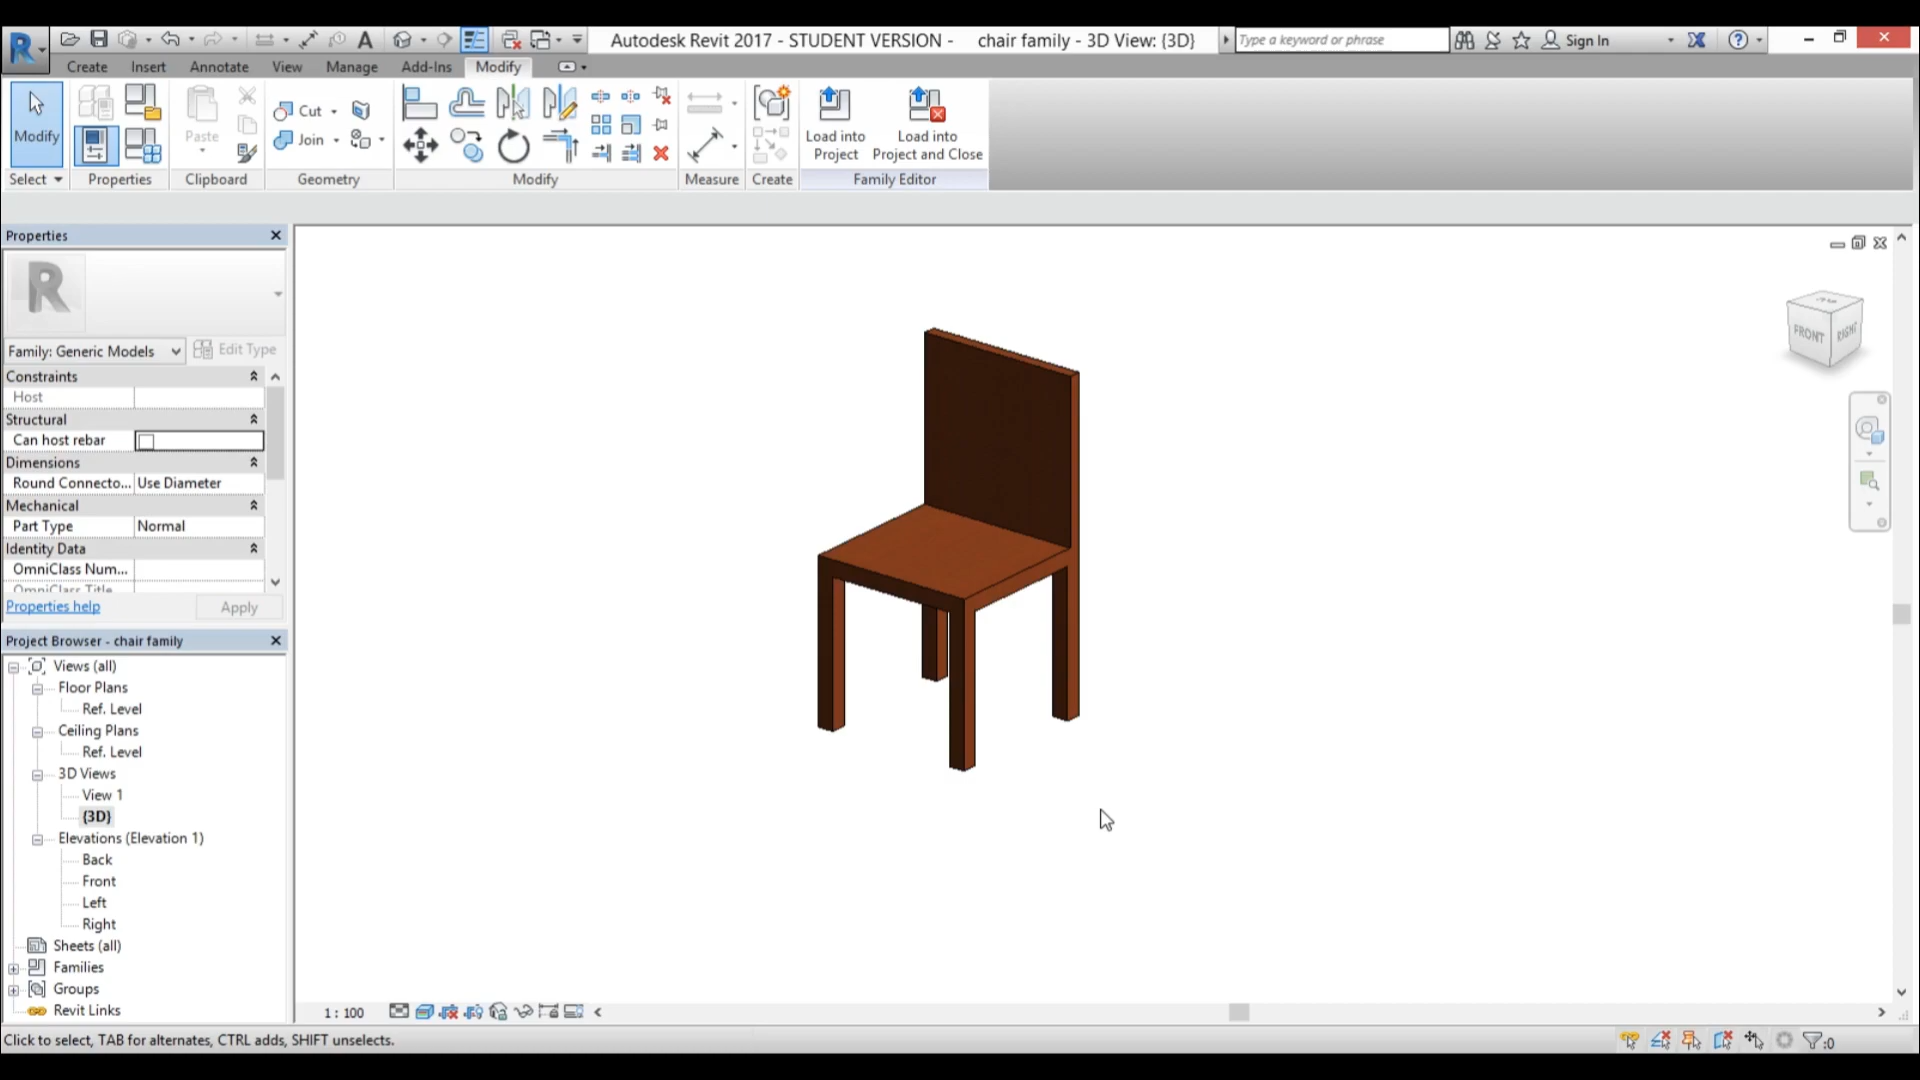 Autodesk Revit 2017 - STUDENT VERSION - chair family - 3D View: {3D}
Type a keyword or phrase
Sign In
Create Insert Annotate View Manage Add-Ins Modify
Modify
Paste
Cut
Join
Load into Project
Load into Project and Close
Select Properties Clipboard Geometry Modify Measure Create Family Editor
Properties
R
Family: Generic Models
Edit Type
Constraints
Host
Structural
Can host rebar
Dimensions
Round Connecto... Use Diameter
Mechanical
Part Type Normal
Identity Data
OmniClass Num...
OmniClass Title
Properties help
Apply
Project Browser - chair family
Views (all)
Floor Plans
Ref. Level
Ceiling Plans
Ref. Level
3D Views
View 1
{3D}
Elevations (Elevation 1)
Back
Front
Left
Right
Sheets (all)
Families
Groups
Revit Links
FRONT
RIGHT
1 : 100
Click to select, TAB for alternates, CTRL adds, SHIFT unselects.
:0